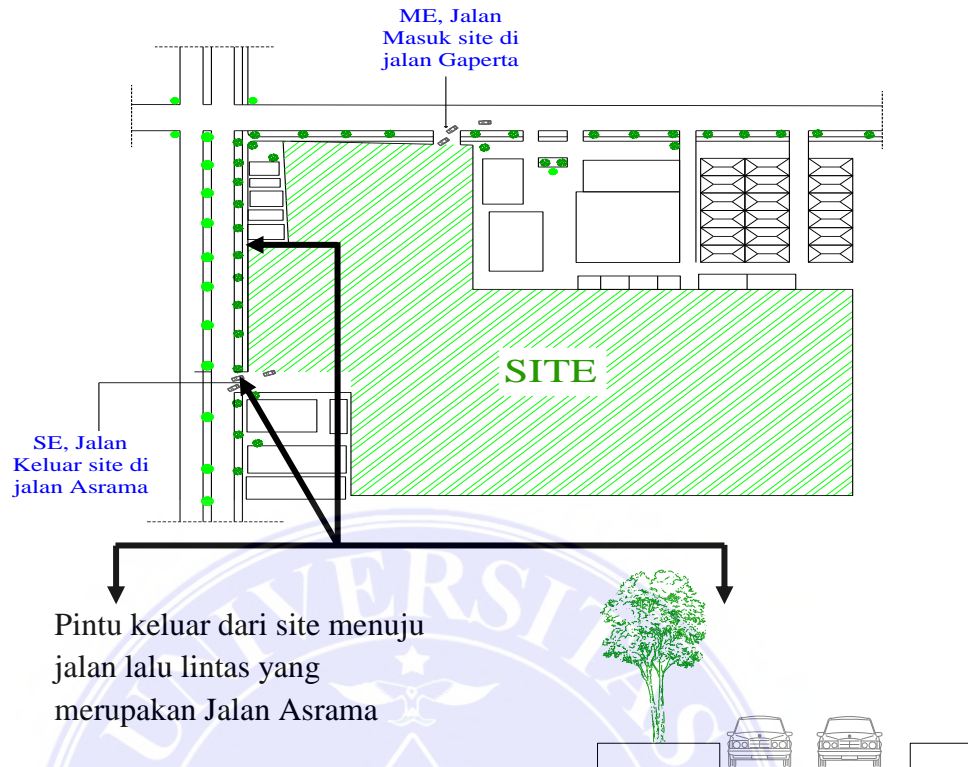 ME, Jalan
Masuk site di
jalan Gaperta
SITE
SE, Jalan
Keluar site di
jalan Asrama
Pintu keluar dari site menuju
jalan lalu lintas yang
merupakan Jalan Asrama
UNIVERSITAS